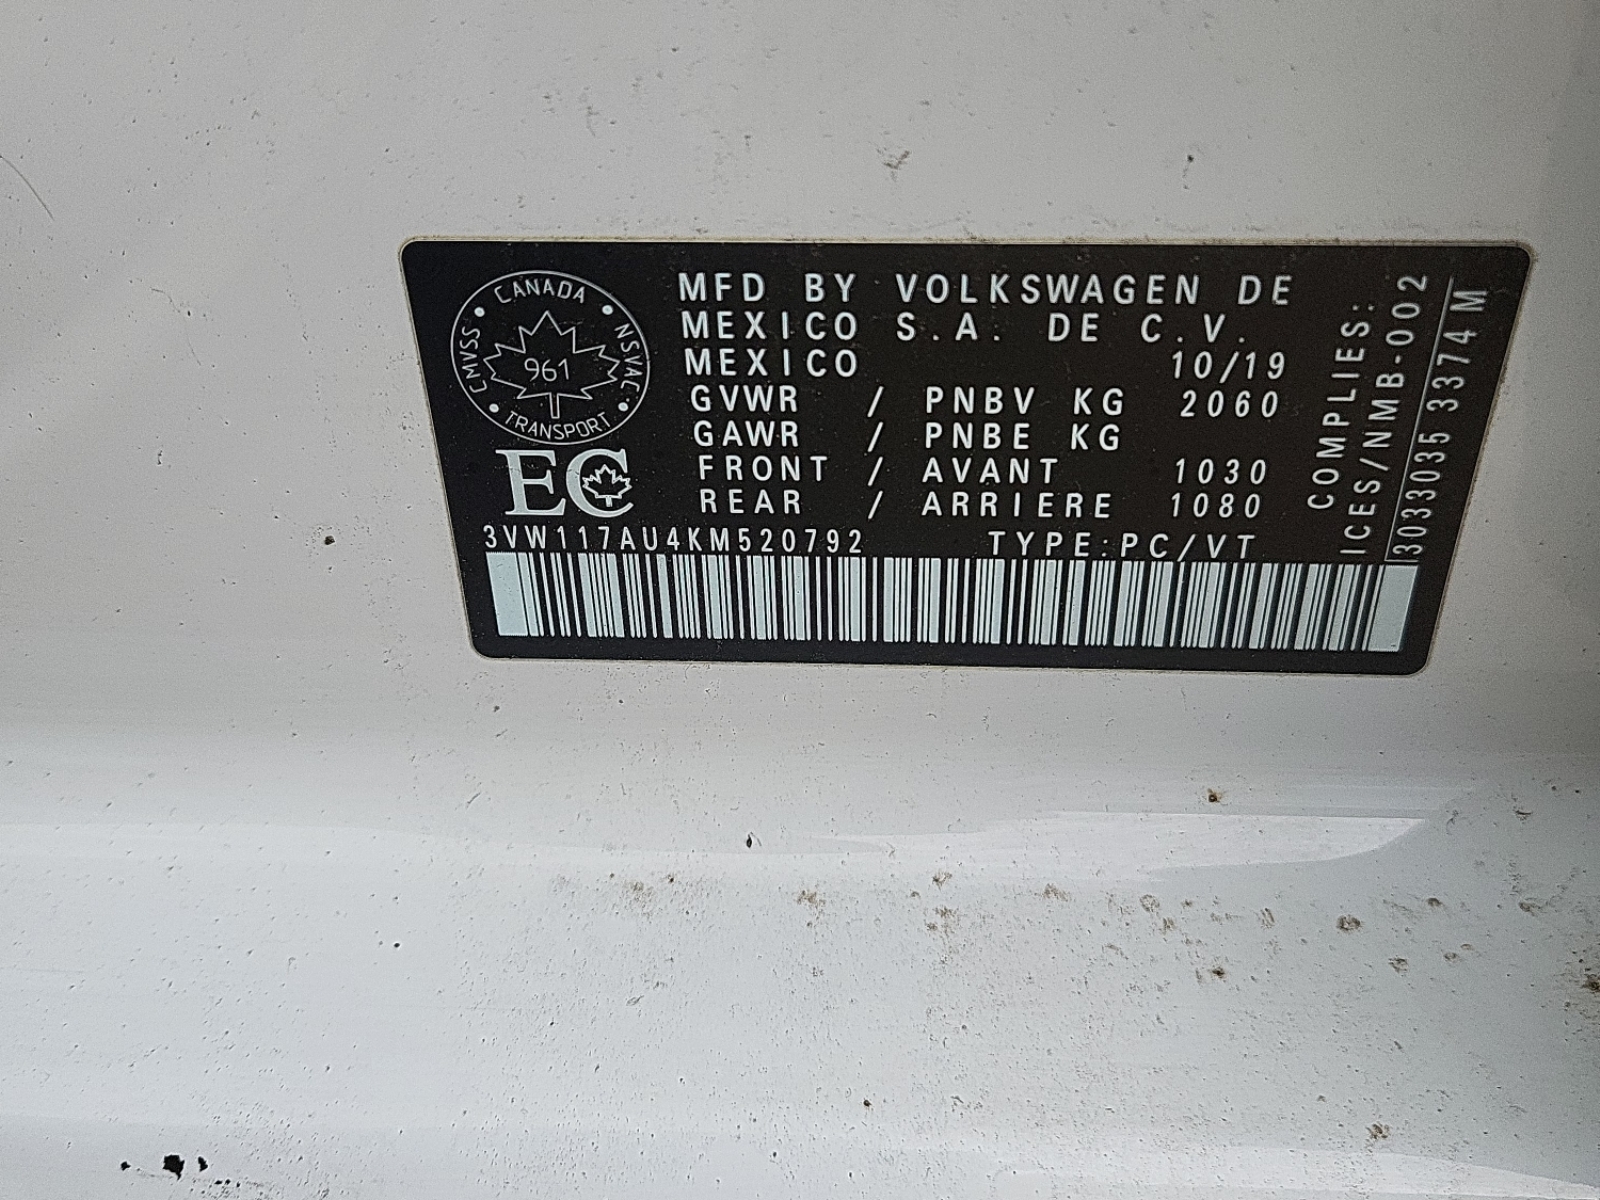 CANADA
CMVSS
NSVAC
961
TRANSPORT
EC
MFD BY VOLKSWAGEN DE
MEXICO S.A. DE C.V.
MEXICO 10/19
GVWR / PNBV KG 2060
GAWR / PNBE KG
FRONT / AVANT 1030
REAR / ARRIERE 1080
3VW117AU4KM520792 TYPE:PC/VT
COMPLIES:
ICES/NMB-002
3033035 3374 M